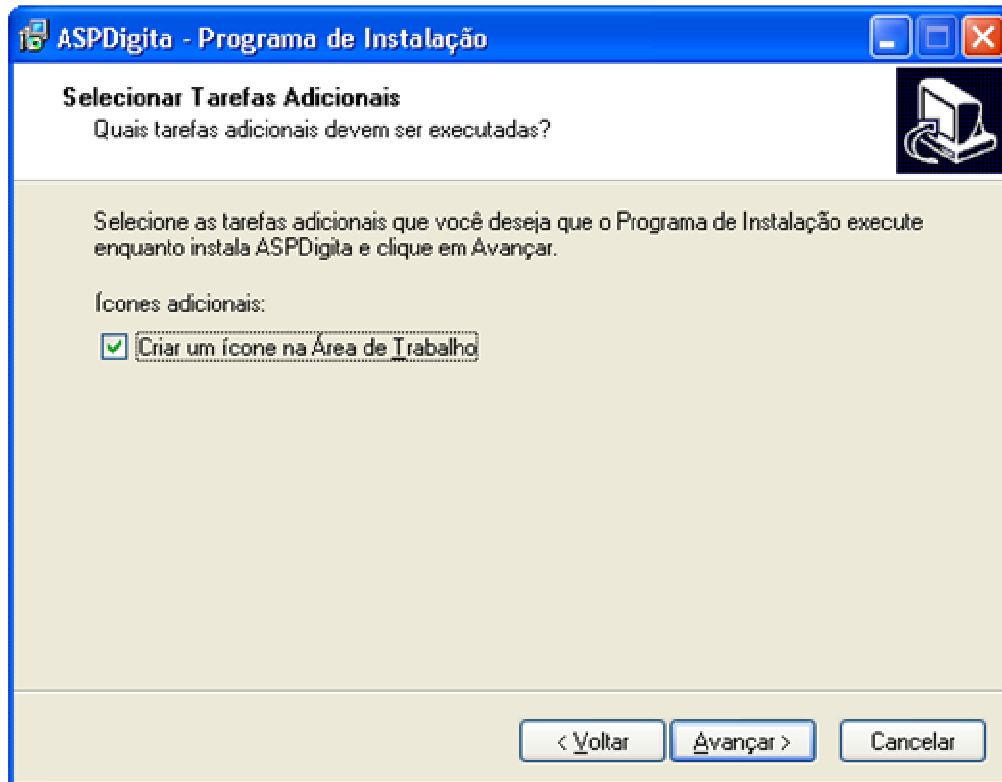 ASPDigita - Programa de Instalação
Selecionar Tarefas Adicionais
Quais tarefas adicionais devem ser executadas?
Selecione as tarefas adicionais que você deseja que o Programa de Instalação execute
enquanto instala ASPDigita e clique em Avançar.
Ícones adicionais:
Criar um ícone na Área de Trabalho
< Voltar
Avançar >
Cancelar